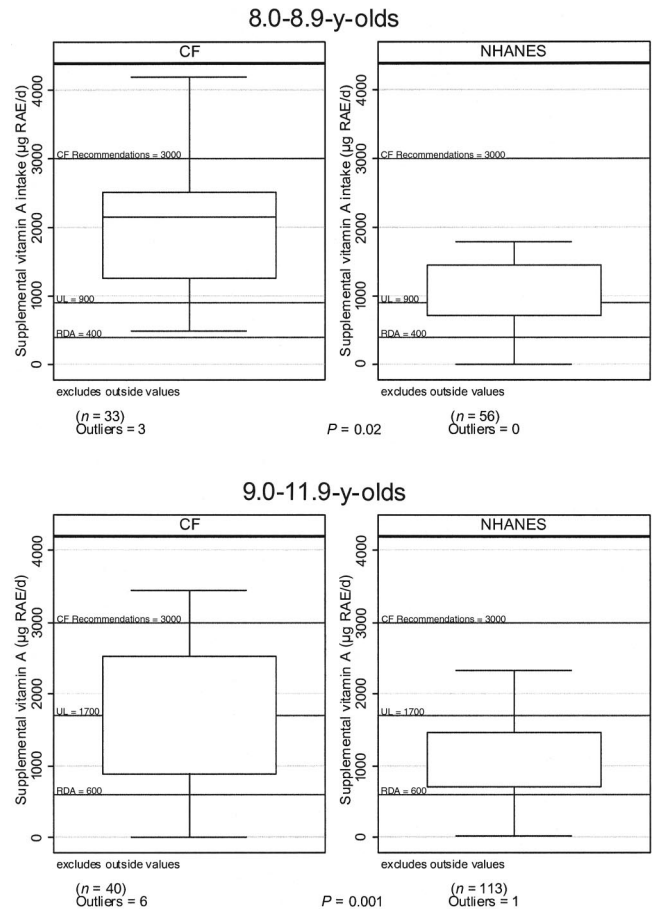 8.0-8.9-y-olds
CF
NHANES
Supplemental vitamin A intake (µg RAE/d)
4000
3000
2000
1000
0
CF Recommendations = 3000
UL = 900
RDA = 400
Supplemental vitamin A intake (µg RAE/d)
4000
3000
2000
1000
0
CF Recommendations = 3000
UL = 900
RDA = 400
excludes outside values
excludes outside values
(n = 33)
(n = 56)
Outliers = 3
P = 0.02
Outliers = 0
9.0-11.9-y-olds
CF
NHANES
Supplemental vitamin A (µg RAE/d)
4000
3000
2000
1000
0
CF Recommendations = 3000
UL = 1700
RDA = 600
Supplemental vitamin A (µg RAE/d)
4000
3000
2000
1000
0
CF Recommendations = 3000
UL = 1700
RDA = 600
excludes outside values
excludes outside values
(n = 40)
(n = 113)
Outliers = 6
P = 0.001
Outliers = 1